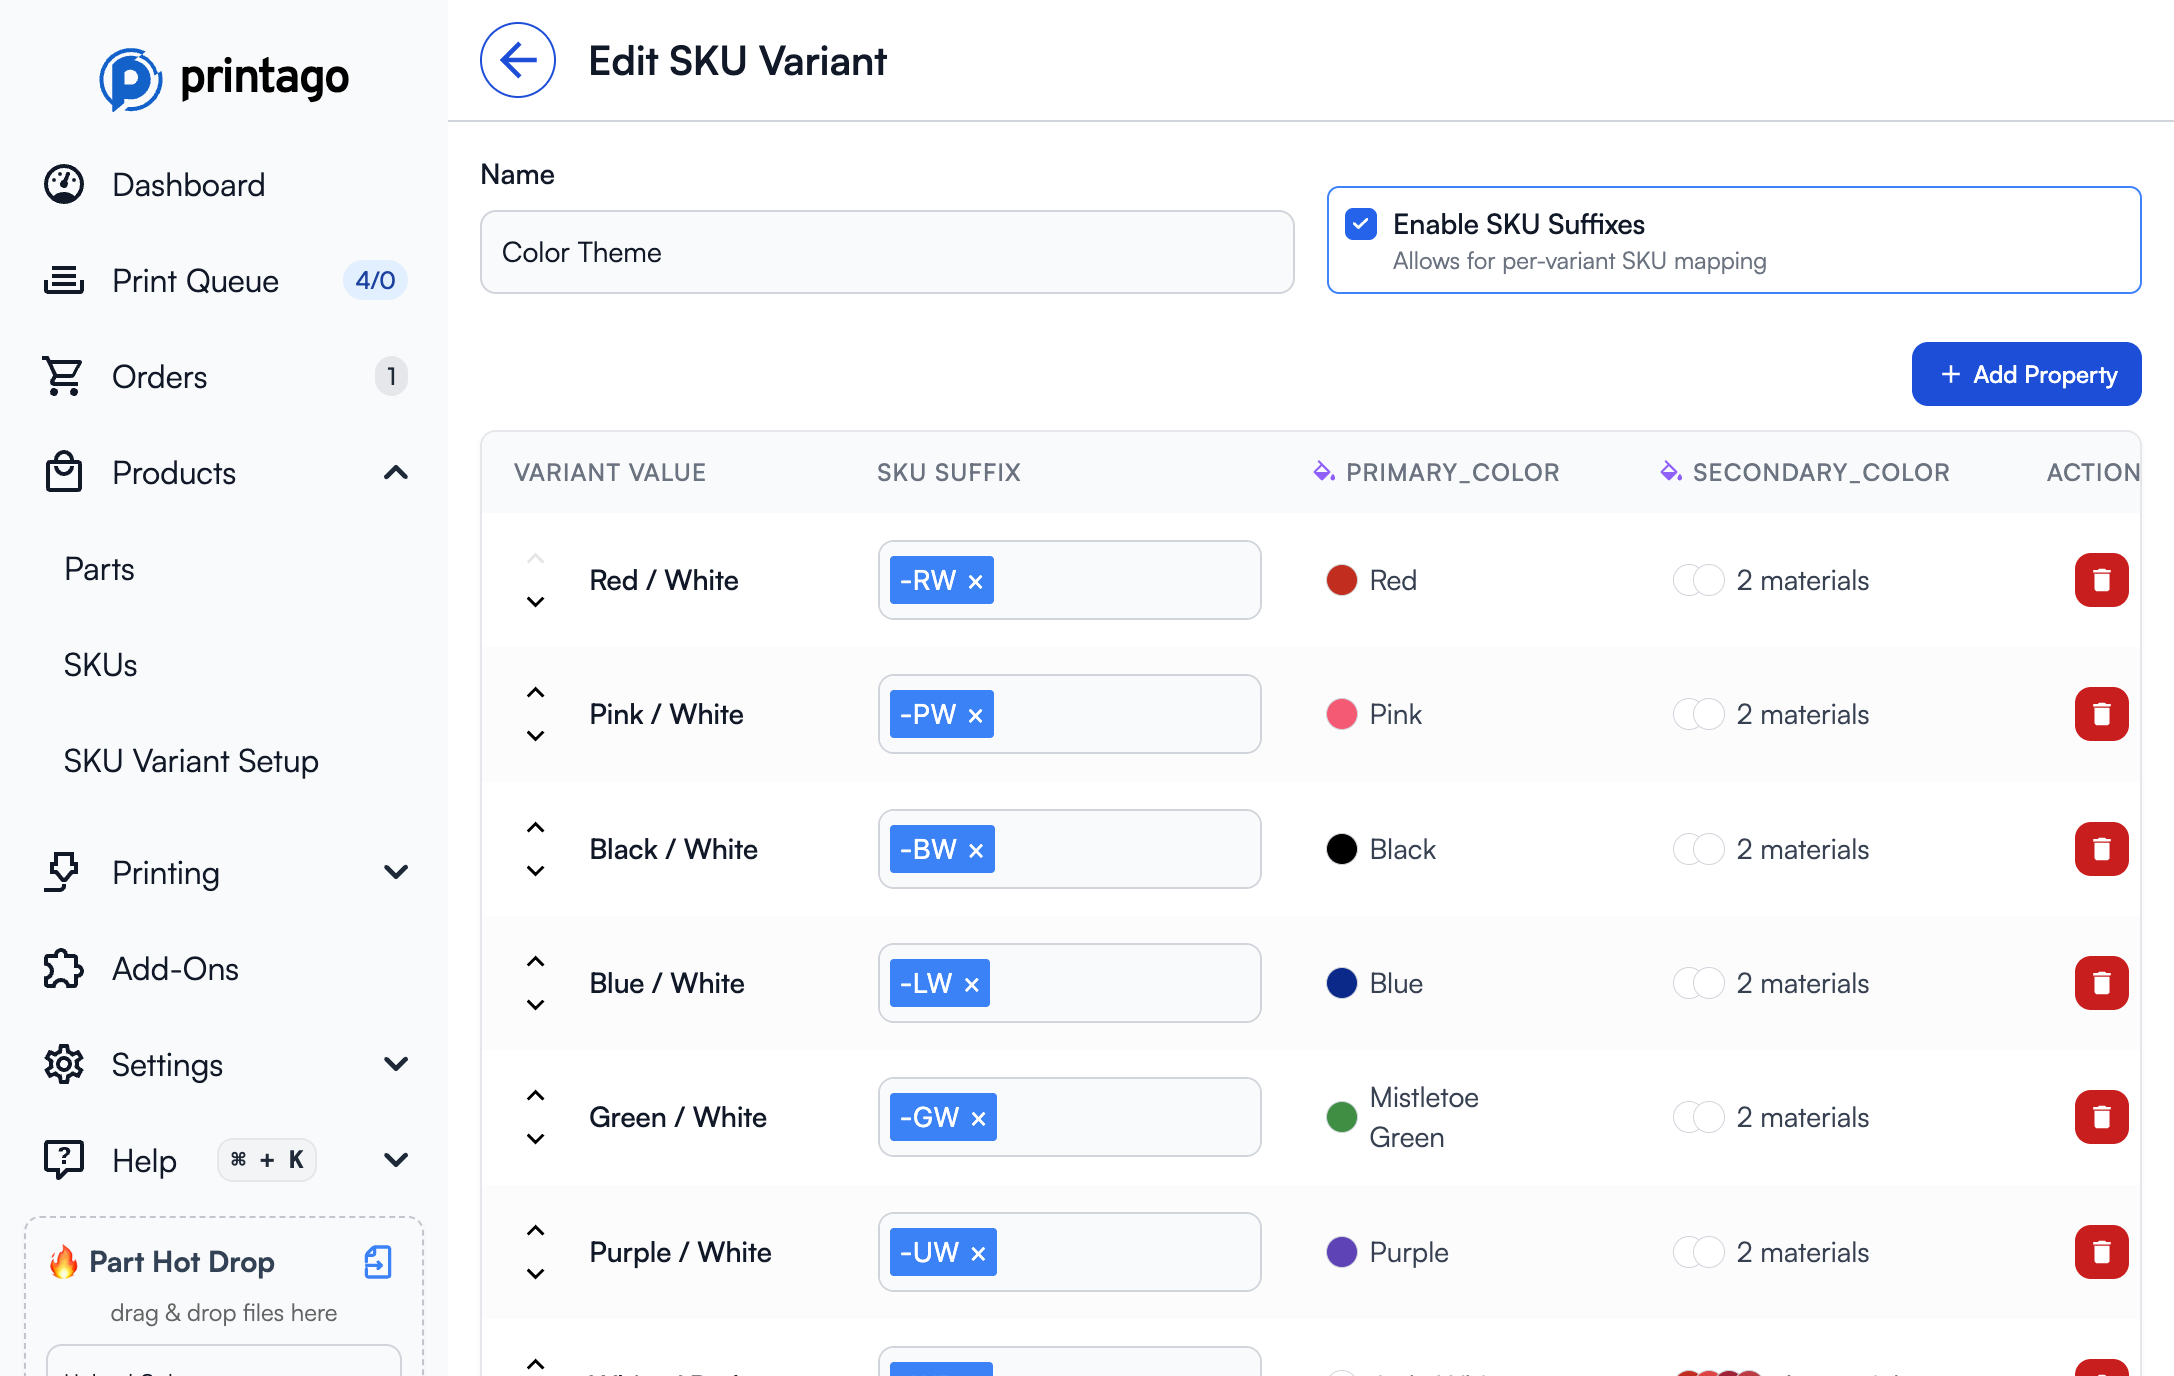 printago
Dashboard
Print Queue 4/0
Orders 1
Products
Parts
SKUs
SKU Variant Setup
Printing
Add-Ons
Settings
Help ⌘ + K
🔥 Part Hot Drop
drag & drop files here
Edit SKU Variant
Name
Color Theme
Enable SKU Suffixes
Allows for per-variant SKU mapping
+ Add Property
VARIANT VALUE SKU SUFFIX PRIMARY_COLOR SECONDARY_COLOR ACTION
Red / White -RW × Red 2 materials
Pink / White -PW × Pink 2 materials
Black / White -BW × Black 2 materials
Blue / White -LW × Blue 2 materials
Green / White -GW × Mistletoe
Green 2 materials
Purple / White -UW × Purple 2 materials